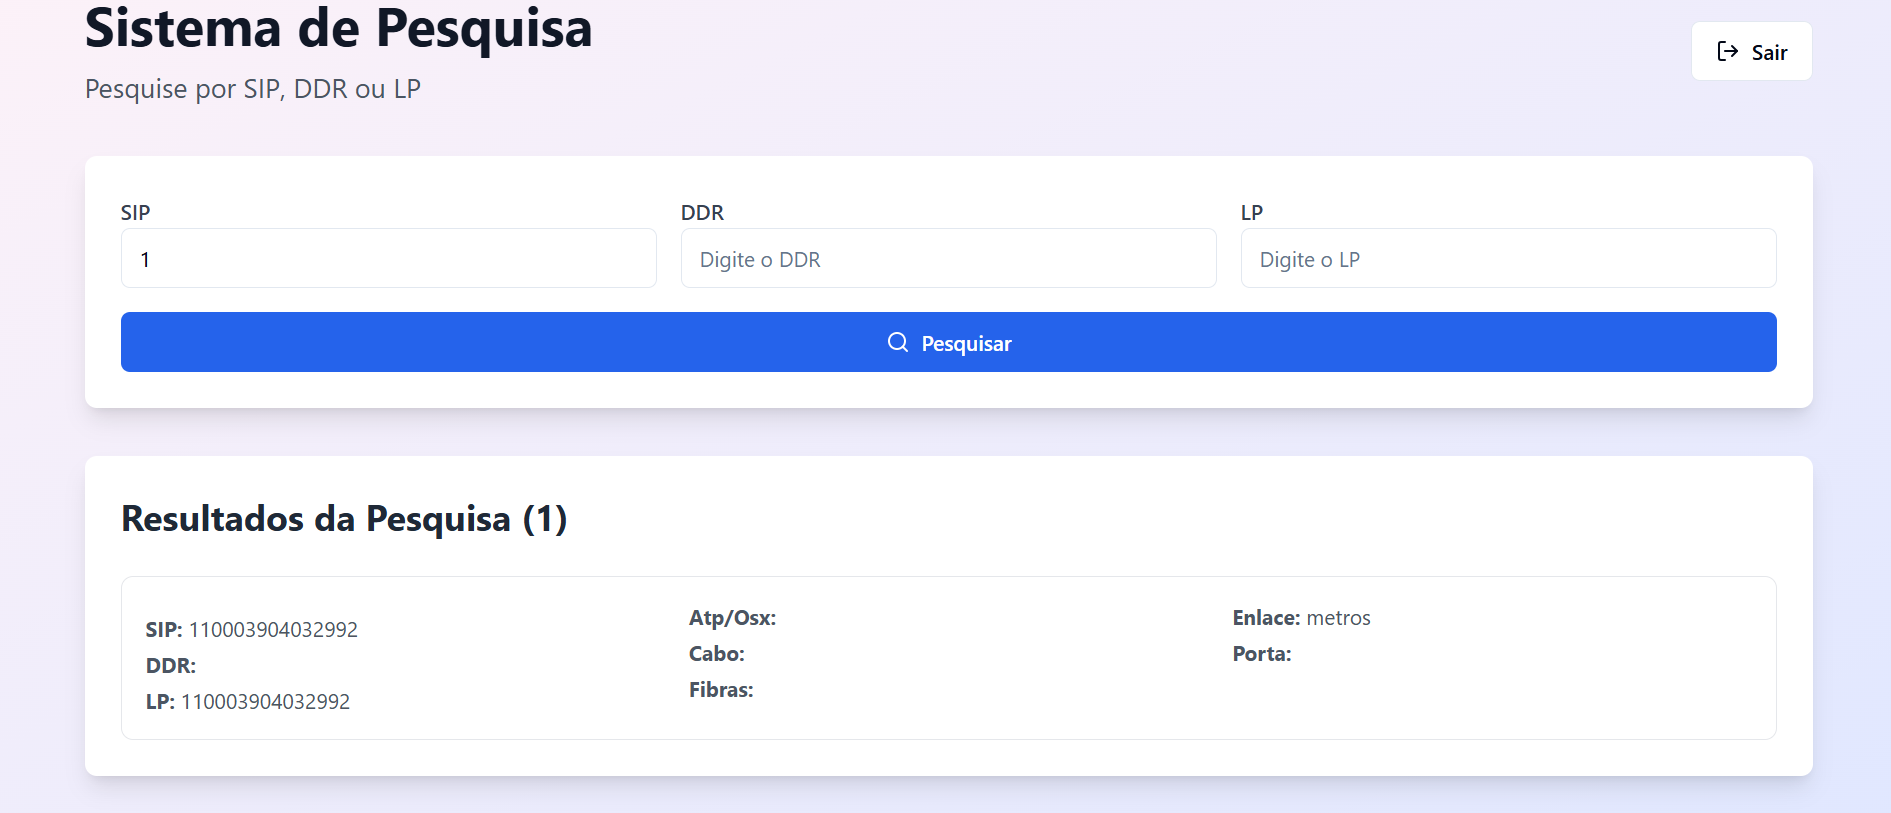 Sistema de Pesquisa
Pesquise por SIP, DDR ou LP
Sair
SIP
1
DDR
Digite o DDR
LP
Digite o LP
Pesquisar
Resultados da Pesquisa (1)
SIP: 110003904032992
DDR:
LP: 110003904032992
Atp/Osx:
Cabo:
Fibras:
Enlace: metros
Porta: